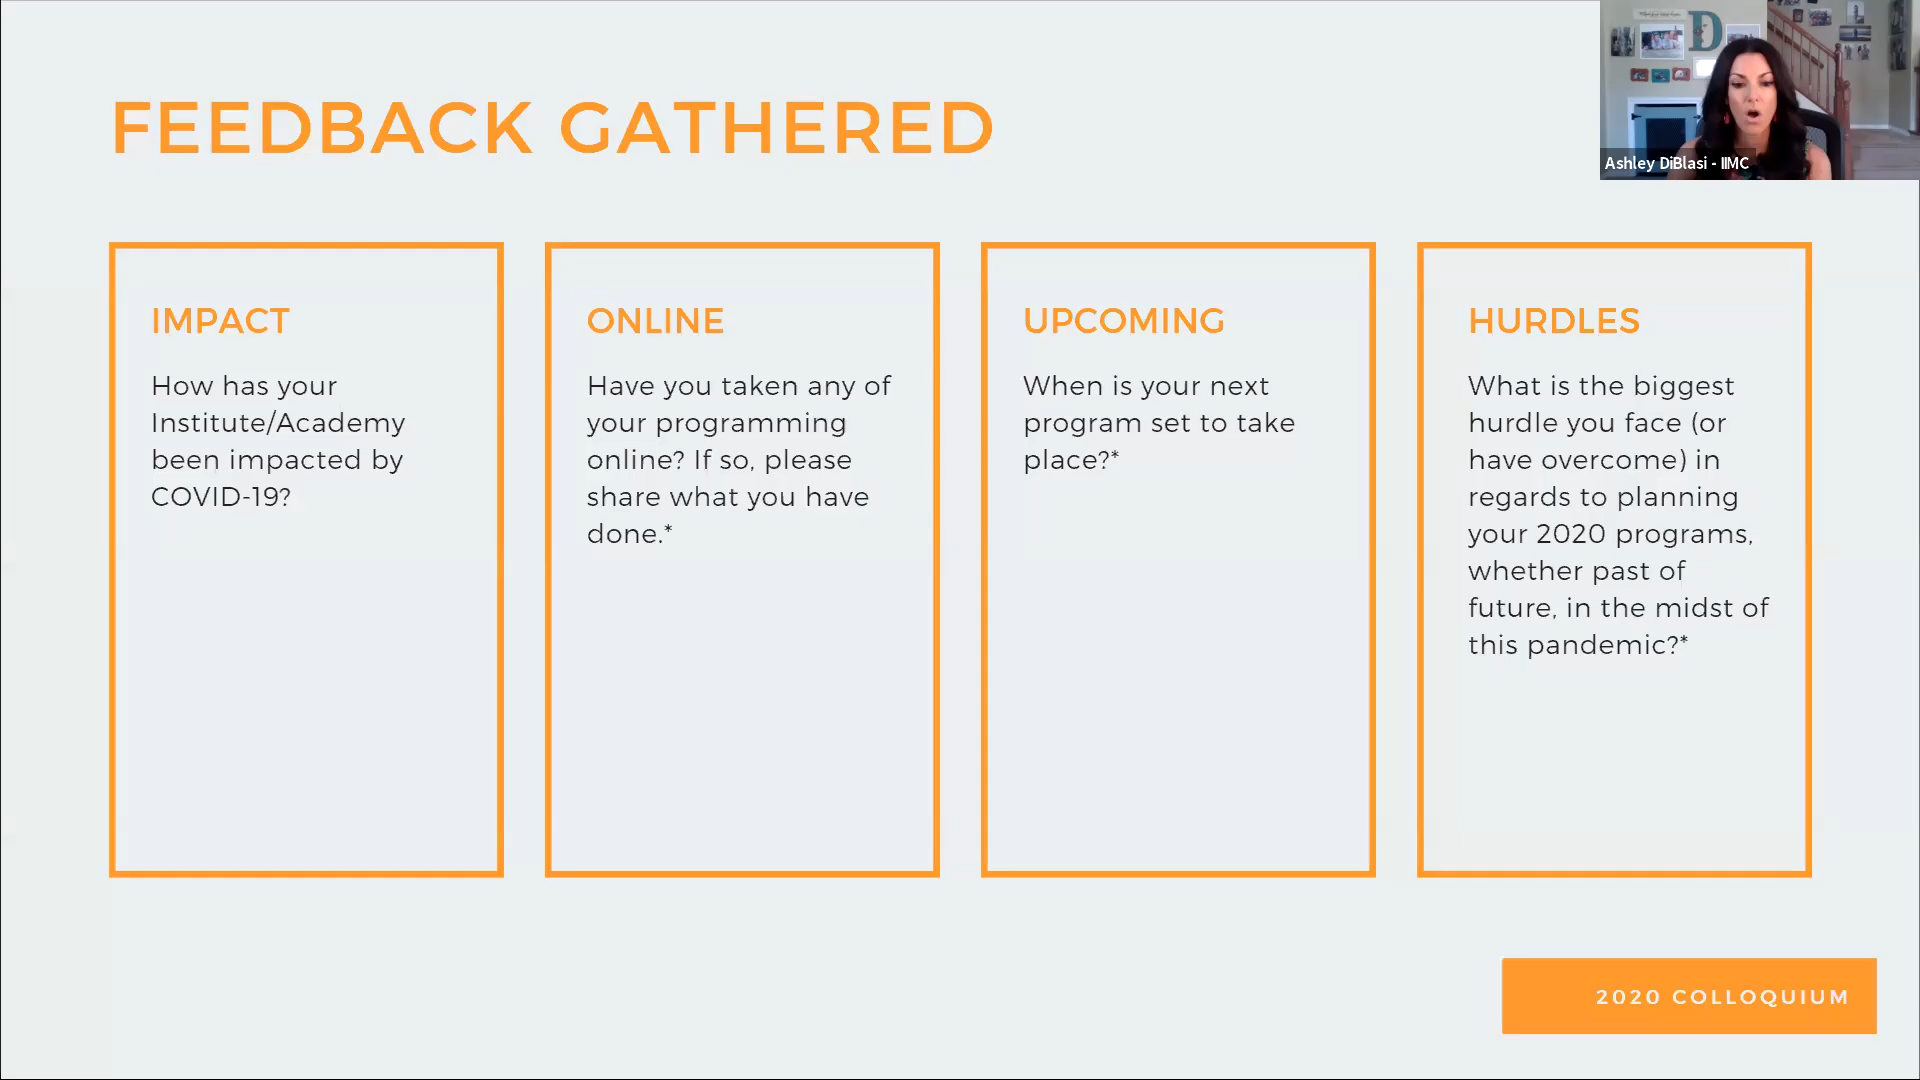 FEEDBACK GATHERED
Ashley DiBlasi - IIMC
IMPACT
How has your
Institute/Academy
been impacted by
COVID-19?
ONLINE
Have you taken any of
your programming
online? If so, please
share what you have
done.*
UPCOMING
When is your next
program set to take
place?*
HURDLES
What is the biggest
hurdle you face (or
have overcome) in
regards to planning
your 2020 programs,
whether past of
future, in the midst of
this pandemic?*
2020 COLLOQUIUM
D